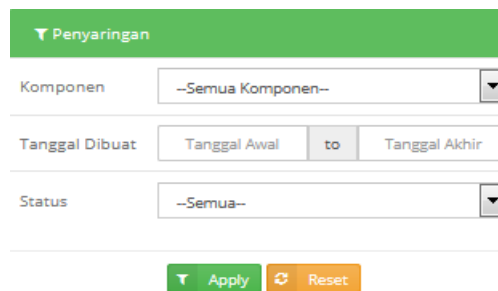 Penyaringan
Komponen --Semua Komponen--
Tanggal Dibuat Tanggal Awal to Tanggal Akhir
Status --Semua--
Apply Reset